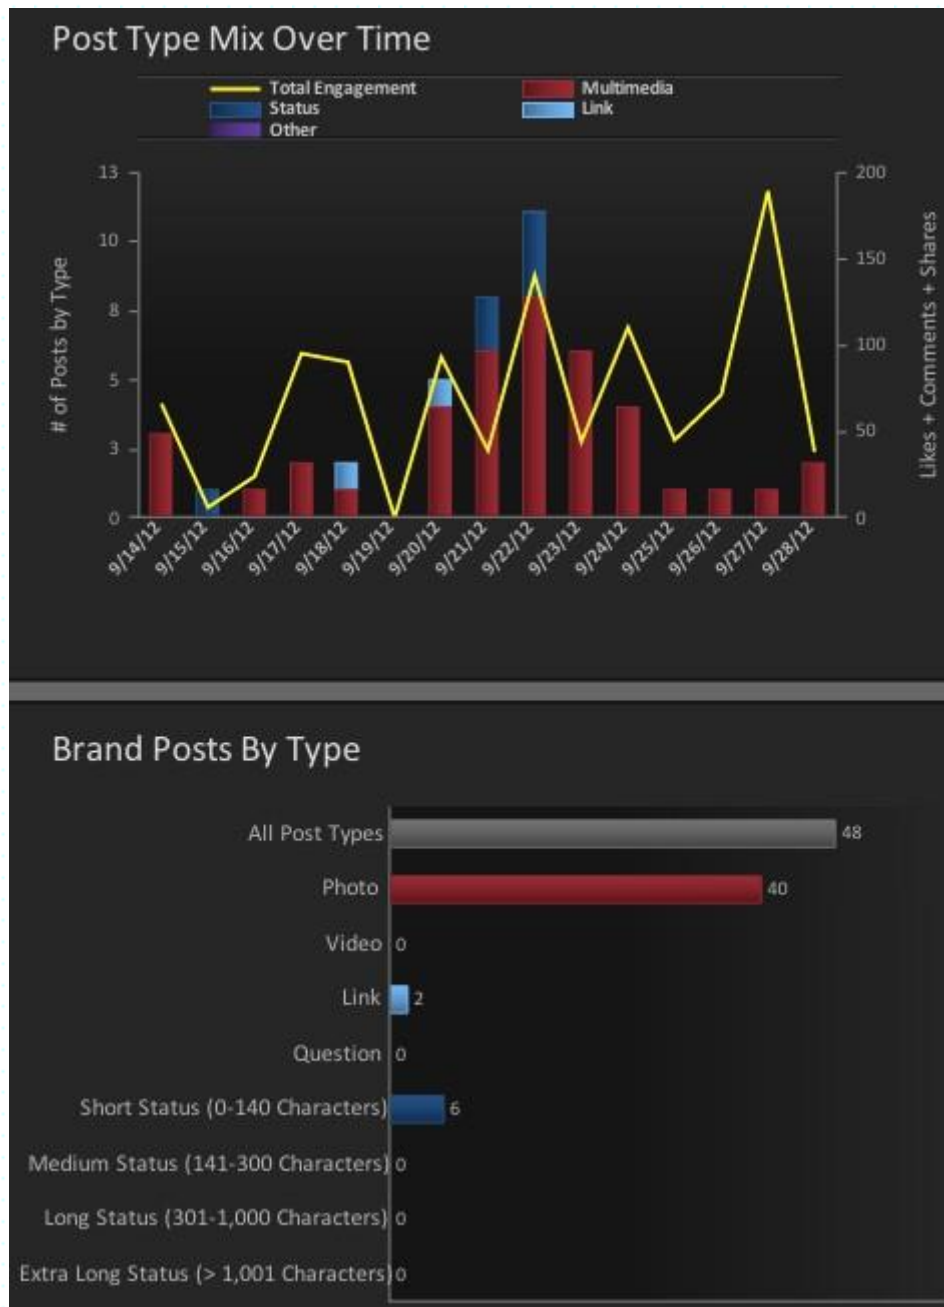 Post Type Mix Over Time
Total Engagement Multimedia
Status Link
Other
# of Posts by Type
13
10
8
5
3
0
200
150
100
50
0
Likes + Comments + Shares
9/14/12 9/15/12 9/16/12 9/17/12 9/18/12 9/19/12 9/20/12 9/21/12 9/22/12 9/23/12 9/24/12 9/25/12 9/26/12 9/27/12 9/28/12
Brand Posts By Type
All Post Types 48
Photo 40
Video 0
Link 2
Question 0
Short Status (0-140 Characters) 6
Medium Status (141-300 Characters) 0
Long Status (301-1,000 Characters) 0
Extra Long Status (> 1,001 Characters) 0